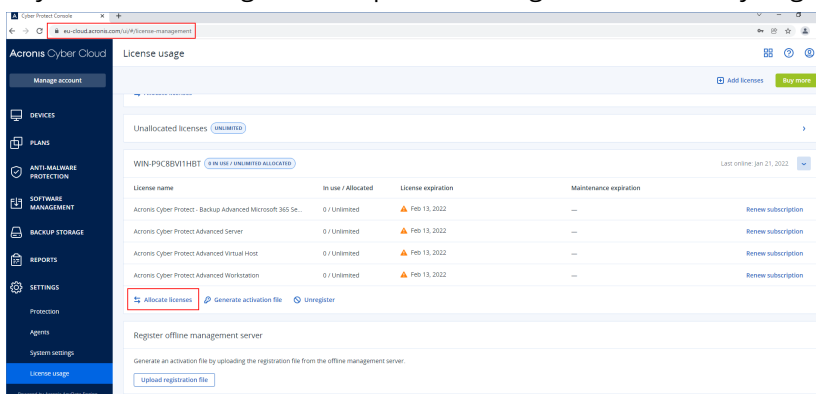 Cyber Protect Console
eu-cloud.acronis.com/ui/#/license-management
Acronis Cyber Cloud
License usage
Manage account
Add licenses
Buy more
DEVICES
Unallocated licenses UNLIMITED
PLANS
WIN-P9C8BVI1HBT 0 IN USE / UNLIMITED ALLOCATED
Last online: Jan 21, 2022
ANTI-MALWARE
PROTECTION
License name In use / Allocated License expiration Maintenance expiration
SOFTWARE
MANAGEMENT
Acronis Cyber Protect - Backup Advanced Microsoft 365 Se... 0 / Unlimited Feb 13, 2022 — Renew subscription
BACKUP STORAGE
Acronis Cyber Protect Advanced Server 0 / Unlimited Feb 13, 2022 — Renew subscription
REPORTS
Acronis Cyber Protect Advanced Virtual Host 0 / Unlimited Feb 13, 2022 — Renew subscription
Acronis Cyber Protect Advanced Workstation 0 / Unlimited Feb 13, 2022 — Renew subscription
SETTINGS
Allocate licenses Generate activation file Unregister
Protection
Agents
Register offline management server
System settings
Generate an activation file by uploading the registration file from the offline management server.
License usage
Upload registration file